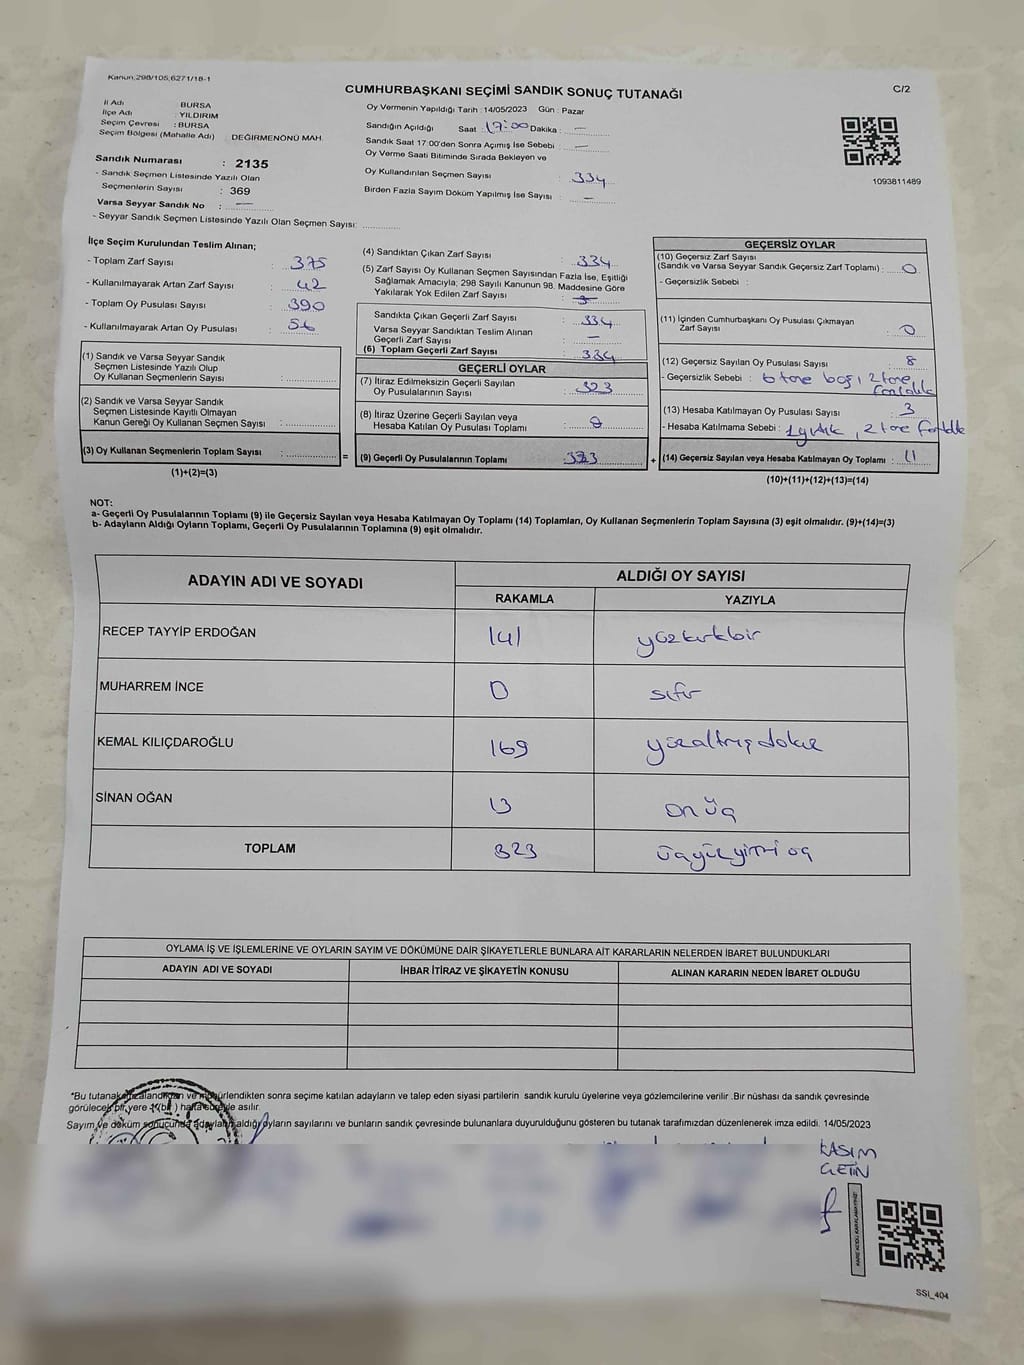 Kanun;298/105;6271/18-1
CUMHURBAŞKANI SEÇİMİ SANDIK SONUÇ TUTANAĞI
C/2
İl Adı : BURSA
İlçe Adı : YILDIRIM
Seçim Çevresi : BURSA
Seçim Bölgesi (Mahalle Adı) : DEĞİRMENÖNÜ MAH.
Sandık Numarası : 2135
- Sandık Seçmen Listesinde Yazılı Olan
Seçmenlerin Sayısı : 369
Varsa Seyyar Sandık No : —
- Seyyar Sandık Seçmen Listesinde Yazılı Olan Seçmen Sayısı:
Oy Vermenin Yapıldığı Tarih : 14/05/2023 Gün : Pazar
Sandığın Açıldığı Saat : 17:00 Dakika : —
Sandık Saat 17.00'den Sonra Açımış İse Sebebi : —
Oy Verme Saati Bitiminde Sırada Bekleyen ve
Oy Kullandırılan Seçmen Sayısı : 334
Birden Fazla Sayım Döküm Yapılmış İse Sayısı : —
1093811489
İlçe Seçim Kurulundan Teslim Alınan;
- Toplam Zarf Sayısı : 375
- Kullanılmayarak Artan Zarf Sayısı : 42
- Toplam Oy Pusulası Sayısı : 390
- Kullanılmayarak Artan Oy Pusulası : 56
(1) Sandık ve Varsa Seyyar Sandık
Seçmen Listesinde Yazılı Olup
Oy Kullanan Seçmenlerin Sayısı :
(2) Sandık ve Varsa Seyyar Sandık
Seçmen Listesinde Kayıtlı Olmayan
Kanun Gereği Oy Kullanan Seçmen Sayısı :
(3) Oy Kullanan Seçmenlerin Toplam Sayısı :
(1)+(2)=(3)
=
(4) Sandıktan Çıkan Zarf Sayısı : 334
(5) Zarf Sayısı Oy Kullanan Seçmen Sayısından Fazla İse, Eşitliği
Sağlamak Amacıyla; 298 Sayılı Kanunun 98. Maddesine Göre
Yakılarak Yok Edilen Zarf Sayısı :
Sandıkta Çıkan Geçerli Zarf Sayısı : 334
Varsa Seyyar Sandıktan Teslim Alınan
Geçerli Zarf Sayısı : —
(6) Toplam Geçerli Zarf Sayısı : 334
GEÇERLİ OYLAR
(7) İtiraz Edilmeksizin Geçerli Sayılan
Oy Pusulalarının Sayısı : 323
(8) İtiraz Üzerine Geçerli Sayılan veya
Hesaba Katılan Oy Pusulası Toplamı :
(9) Geçerli Oy Pusulalarının Toplamı : 323
+
GEÇERSİZ OYLAR
(10) Geçersiz Zarf Sayısı
(Sandık ve Varsa Seyyar Sandık Geçersiz Zarf Toplamı) : 0
- Geçersizlik Sebebi :
(11) İçinden Cumhurbaşkanı Oy Pusulası Çıkmayan
Zarf Sayısı : 0
(12) Geçersiz Sayılan Oy Pusulası Sayısı : 8
- Geçersizlik Sebebi : 6 tane boş, 2 tane
(13) Hesaba Katılmayan Oy Pusulası Sayısı : 3
- Hesaba Katılmama Sebebi : 1 yırtık, 2 tane
(14) Geçersiz Sayılan veya Hesaba Katılmayan Oy Toplamı : 11
(10)+(11)+(12)+(13)=(14)
NOT:
a- Geçerli Oy Pusulalarının Toplamı (9) ile Geçersiz Sayılan veya Hesaba Katılmayan Oy Toplamı (14) Toplamları, Oy Kullanan Seçmenlerin Toplam Sayısına (3) eşit olmalıdır. (9)+(14)=(3)
b- Adayların Aldığı Oyların Toplamı, Geçerli Oy Pusulalarının Toplamına (9) eşit olmalıdır.
ADAYIN ADI VE SOYADI
ALDIĞI OY SAYISI
RAKAMLA
YAZIYLA
RECEP TAYYİP ERDOĞAN 141 yüzkırkbir
MUHARREM İNCE 0 sıfır
KEMAL KILIÇDAROĞLU 169 yüzaltmışdokuz
SİNAN OĞAN 13 on üç
TOPLAM 323 üçyüzyirmi üç
OYLAMA İŞ VE İŞLEMLERİNE VE OYLARIN SAYIM VE DÖKÜMÜNE DAİR ŞİKAYETLERLE BUNLARA AİT KARARLARIN NELERDEN İBARET BULUNDUKLARI
ADAYIN ADI VE SOYADI
İHBAR İTİRAZ VE ŞİKAYETİN KONUSU
ALINAN KARARIN NEDEN İBARET OLDUĞU
*Bu tutanak imzalandıktan ve mühürlendikten sonra seçime katılan adayların ve talep eden siyasi partilerin sandık kurulu üyelerine veya gözlemcilerine verilir .Bir nüshası da sandık çevresinde
görülecek bir yere 1 (bir) hafta süreyle asılır.
Sayım ve döküm sonucunda adayların aldığı oyların sayılarını ve bunların sandık çevresinde bulunanlara duyurulduğunu gösteren bu tutanak tarafımızdan düzenlenerek imza edildi. 14/05/2023
KASIM
ÇETİN
SSI_404